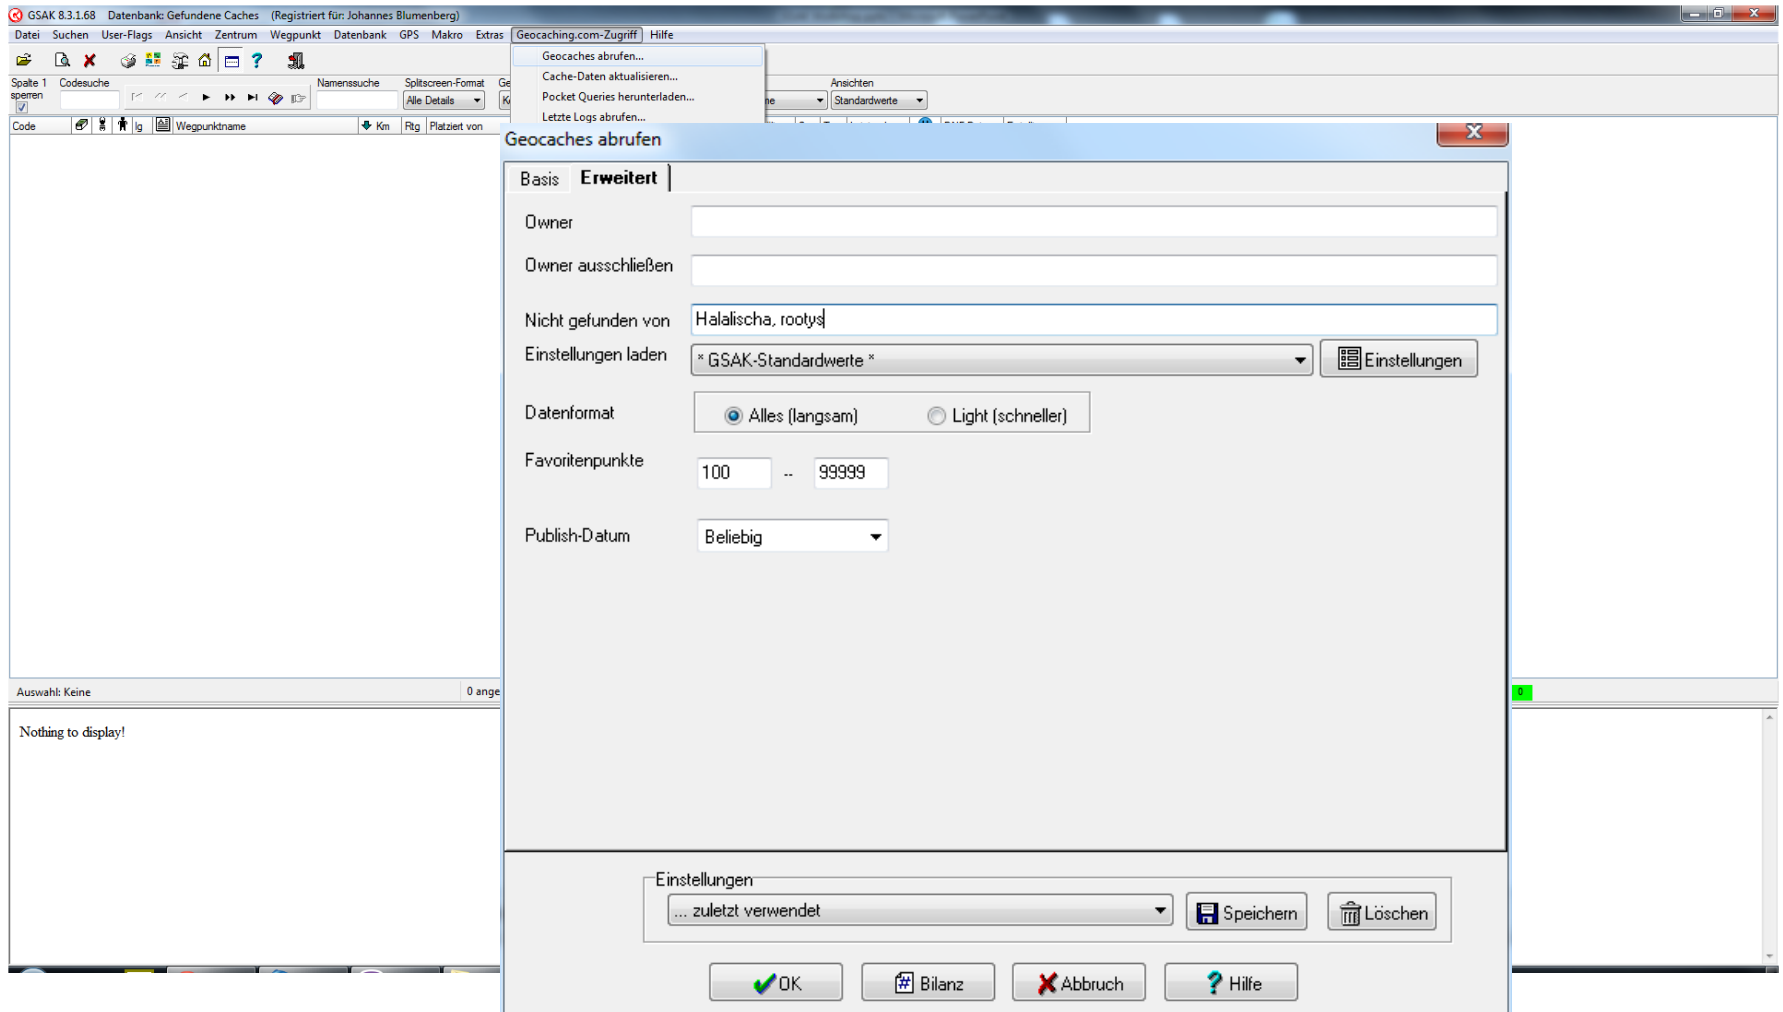 GSAK 8.3.1.68 Datenbank: Gefundene Caches (Registriert für: Johannes Blumenberg)
Datei Suchen User-Flags Ansicht Zentrum Wegpunkt Datenbank GPS Makro Extras Geocaching.com-Zugriff Hilfe
Geocaches abrufen...
Cache-Daten aktualisieren...
Pocket Queries herunterladen...
Letzte Logs abrufen...
Spalte 1 sperren
Codesuche
Namenssuche
Splitscreen-Format
Alle Details
Ansichten
Standardwerte
Code Ig Wegpunktname Km Rtg Platziert von
Geocaches abrufen
Basis Erweitert
Owner
Owner ausschließen
Nicht gefunden von Halalischa, rootys
Einstellungen laden * GSAK-Standardwerte * Einstellungen
Datenformat Alles (langsam) Light (schneller)
Favoritenpunkte 100 -- 99999
Publish-Datum Beliebig
Auswahl: Keine 0 ange 0
Nothing to display!
Einstellungen
... zuletzt verwendet Speichern Löschen
OK Bilanz Abbruch Hilfe